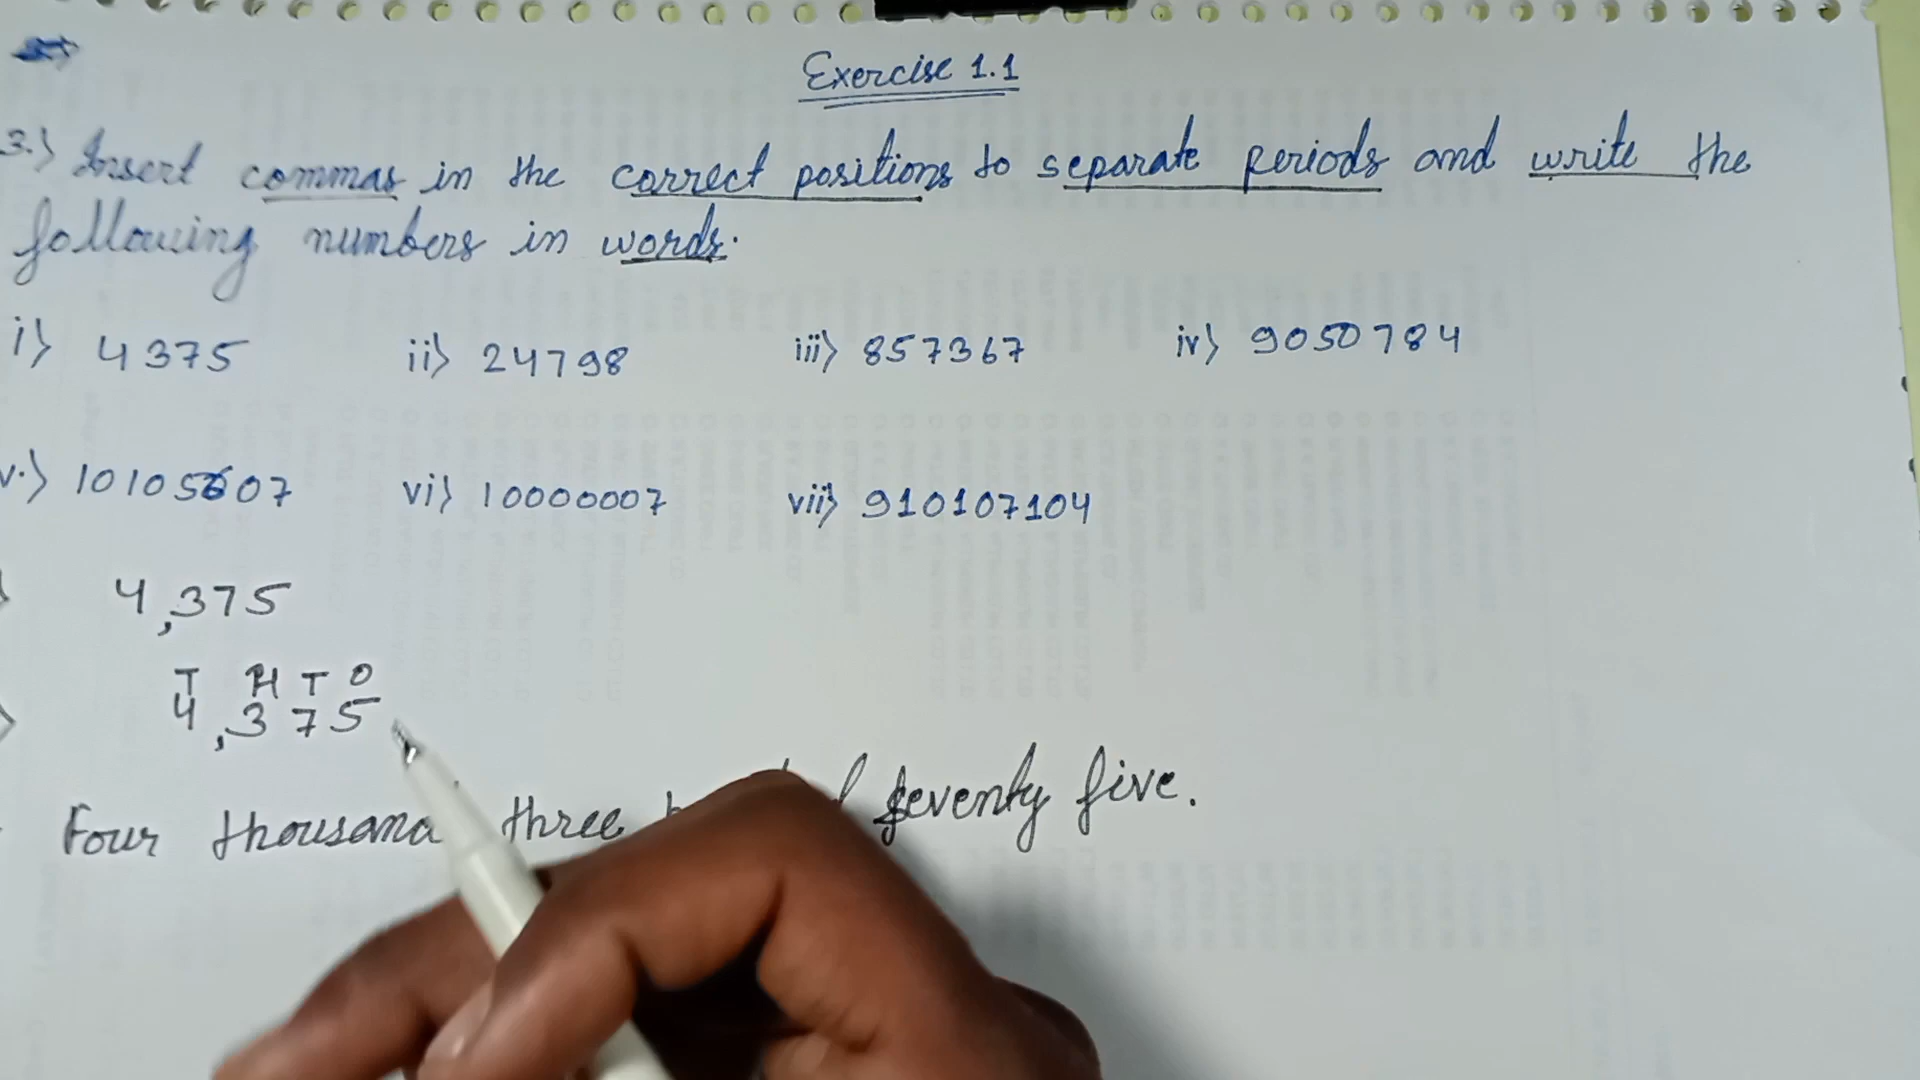 Exercise 1.1
3.) Insert commas in the correct positions to separate periods and write the
following numbers in words.
i) 4375 ii) 24798 iii) 857367 iv) 9050784
v.) 10105607 vi) 10000007 vii) 910107104
4,375
T H T O
4,375
Four thousand three seventy five.